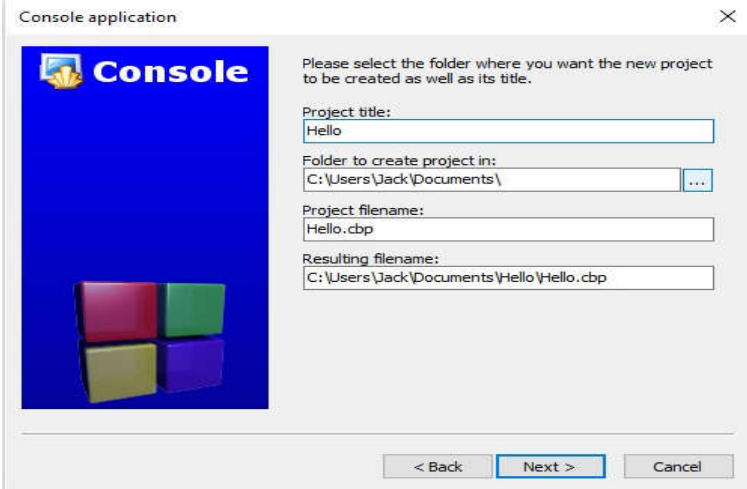 Console application
Console
Please select the folder where you want the new project
to be created as well as its title.
Project title:
Hello
Folder to create project in:
C:\Users\Jack\Documents\
...
Project filename:
Hello.cbp
Resulting filename:
C:\Users\Jack\Documents\Hello\Hello.cbp
< Back
Next >
Cancel